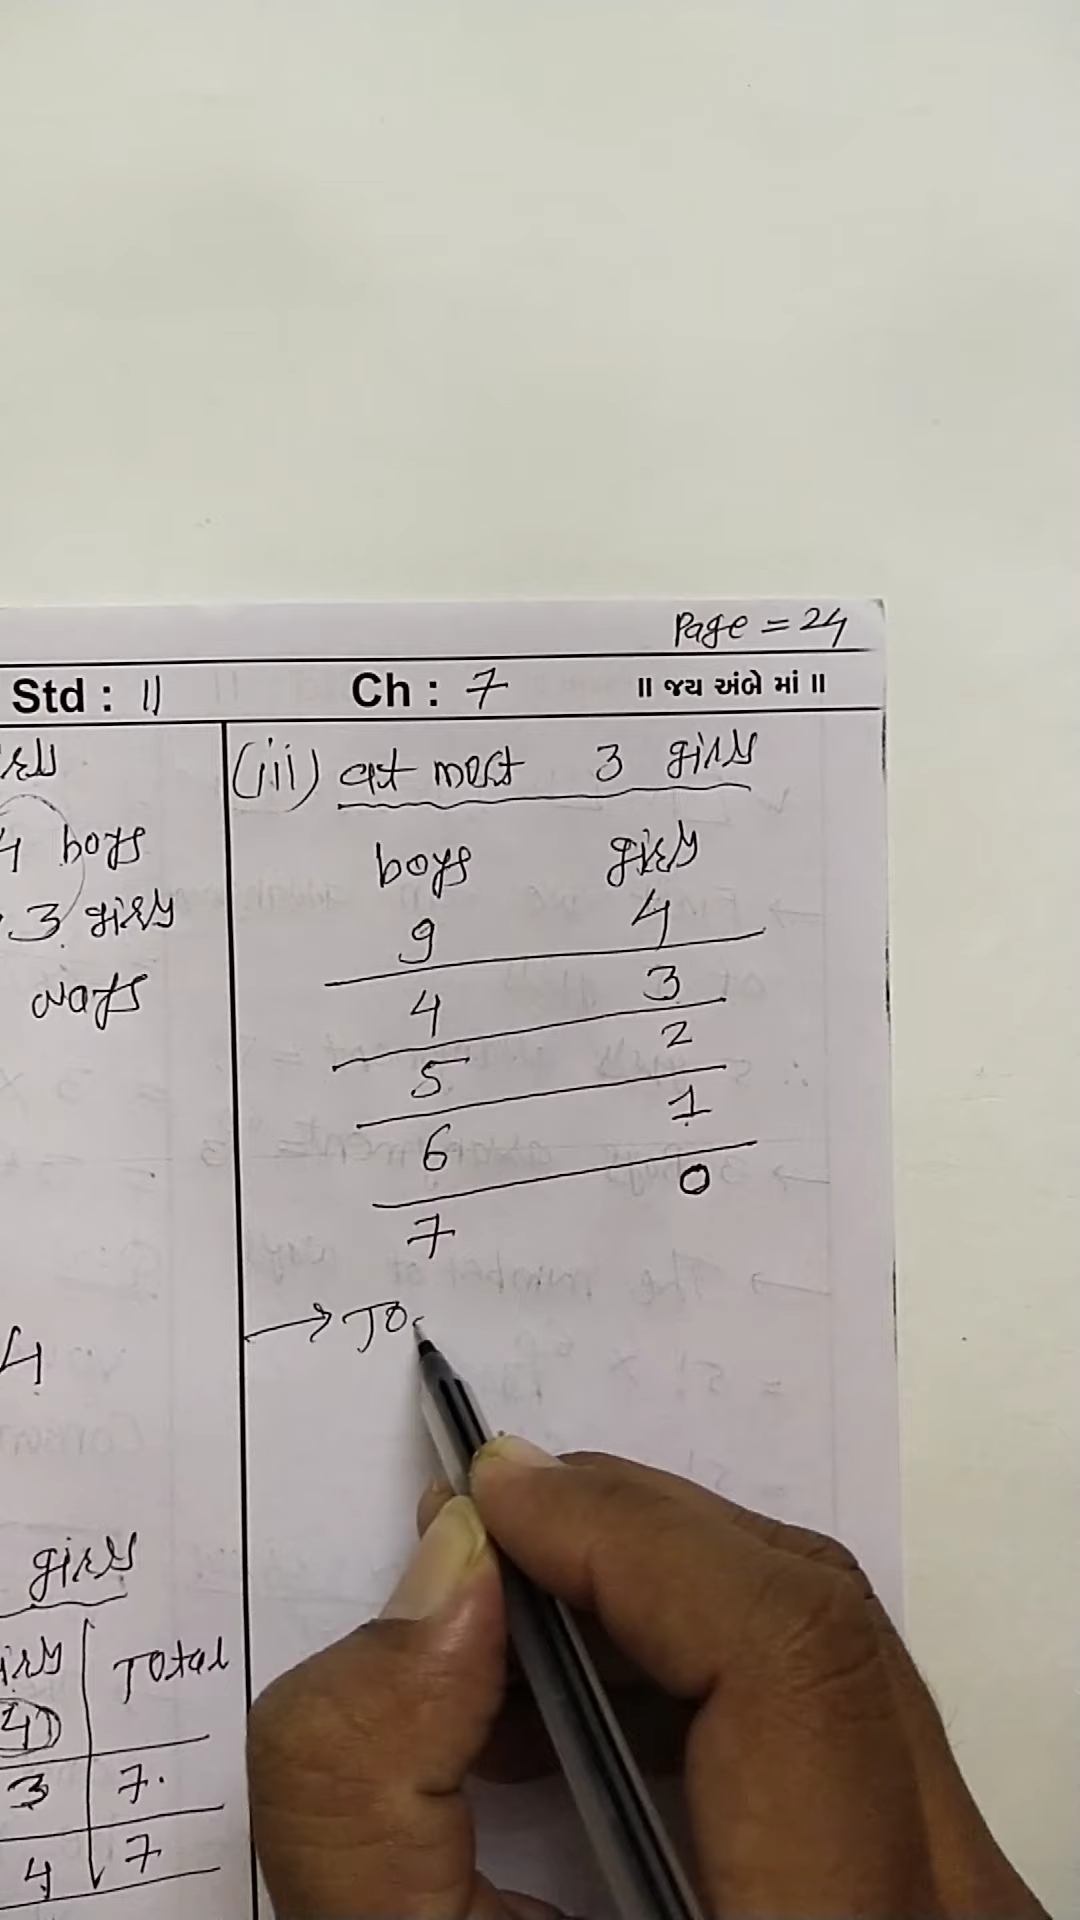 Page = 24
Std : 11 Ch : 7 ॥ જય અંબે માં ॥
4 boys
3 girls
ways
4
girls
Total
4
3 7.
4 7
(iii) at most 3 girls
boys girls
9 4
4 3
5 2
6 1
7 0
→ To